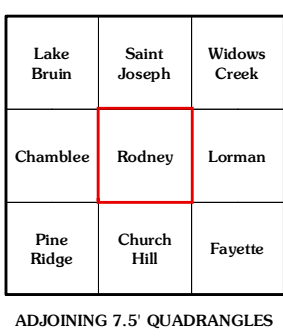 Lake
Bruin
Saint
Joseph
Widows
Creek
Chamblee
Rodney
Lorman
Pine
Ridge
Church
Hill
Fayette
ADJOINING 7.5' QUADRANGLES